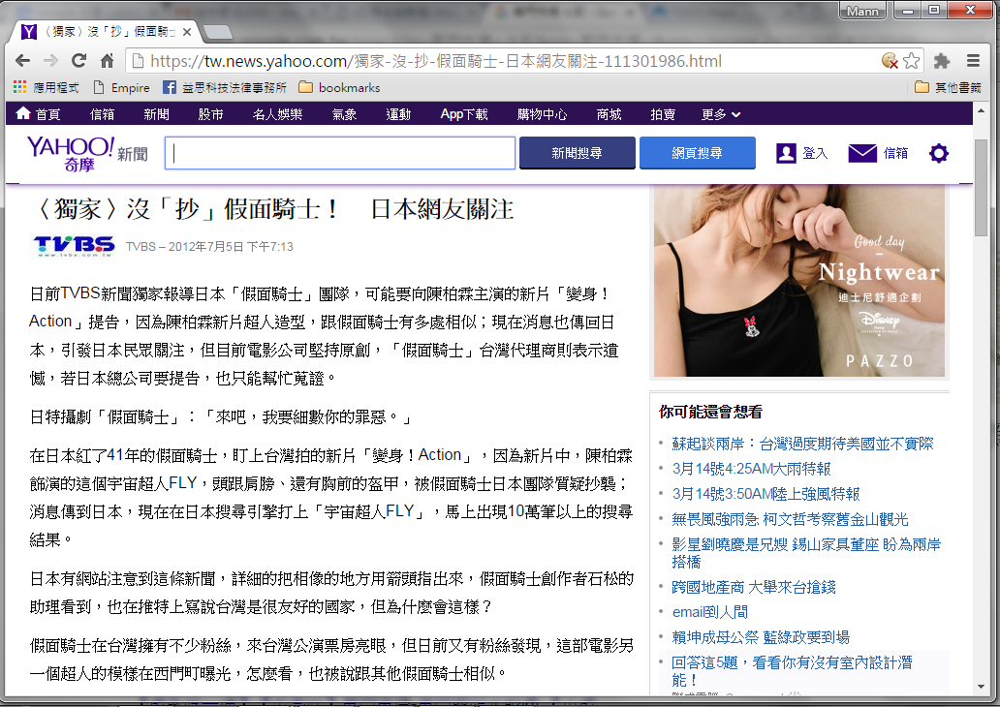 Mann
〈獨家〉沒「抄」假面騎士
https://tw.news.yahoo.com/獨家-沒-抄-假面騎士-日本網友關注-111301986.html
應用程式 Empire 益思科技法律事務所 bookmarks 其他書籤
首頁 信箱 新聞 股市 名人娛樂 氣象 運動 App下載 購物中心 商城 拍賣 更多
YAHOO! 奇摩 新聞 新聞搜尋 網頁搜尋 登入 信箱
〈獨家〉沒「抄」假面騎士！ 日本網友關注
TVBS
www.tvbs.com.tw
TVBS – 2012年7月5日 下午7:13
日前TVBS新聞獨家報導日本「假面騎士」團隊，可能要向陳柏霖主演的新片「變身！
Action」提告，因為陳柏霖新片超人造型，跟假面騎士有多處相似；現在消息也傳回日
本，引發日本民眾關注，但目前電影公司堅持原創，「假面騎士」台灣代理商則表示遺
憾，若日本總公司要提告，也只能幫忙蒐證。
日特攝劇「假面騎士」：「來吧，我要細數你的罪惡。」
在日本紅了41年的假面騎士，盯上台灣拍的新片「變身！Action」，因為新片中，陳柏霖
飾演的這個宇宙超人FLY，頭跟肩膀、還有胸前的盔甲，被假面騎士日本團隊質疑抄襲；
消息傳到日本，現在在日本搜尋引擎打上「宇宙超人FLY」，馬上出現10萬筆以上的搜尋
結果。
日本有網站注意到這條新聞，詳細的把相像的地方用箭頭指出來，假面騎士創作者石松的
助理看到，也在推特上寫說台灣是很友好的國家，但為什麼會這樣？
假面騎士在台灣擁有不少粉絲，來台灣公演票房亮眼，但日前又有粉絲發現，這部電影另
一個超人的模樣在西門町曝光，怎麼看，也被說跟其他假面騎士相似。
Good day
Nightwear
迪士尼舒適企劃
Disney
PAZZO
你可能還會想看
蘇起談兩岸：台灣過度期待美國並不實際
3月14號4:25AM大雨特報
3月14號3:50AM陸上強風特報
無畏風強雨急 柯文哲考察舊金山觀光
影星劉曉慶是兄嫂 錫山家具董座 盼為兩岸
搭橋
跨國地產商 大舉來台搶錢
email到人間
賴坤成母公祭 藍綠政要到場
回答這5題，看看你有沒有室內設計潛
能！